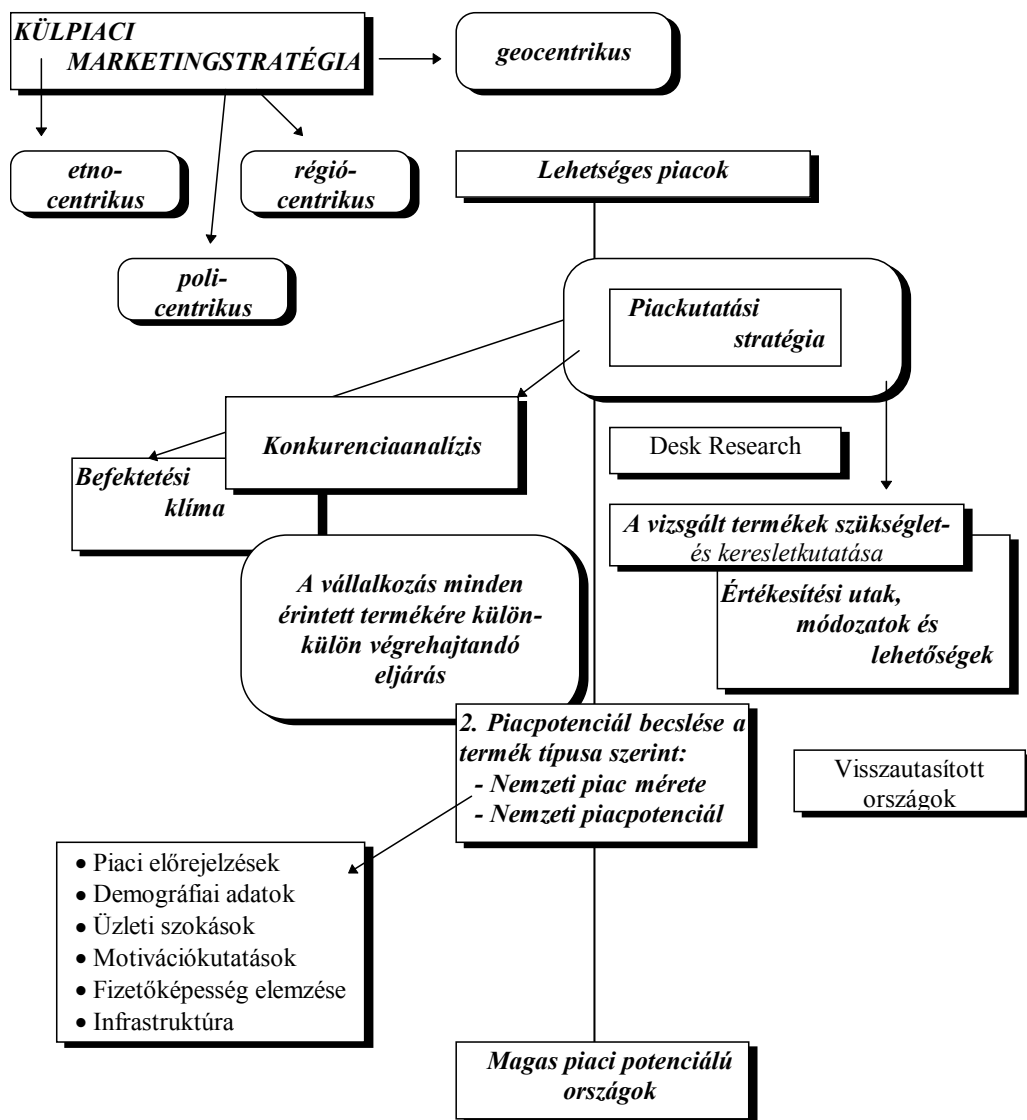 KÜLPIACI
MARKETINGSTRATÉGIA
geocentrikus
etno-
centrikus
régió-
centrikus
poli-
centrikus
Lehetséges piacok
Piackutatási
stratégia
Konkurenciaanalízis
Befektetési
klíma
Desk Research
A vizsgált termékek szükséglet-
és keresletkutatása
Értékesítési utak,
módozatok és
lehetőségek
A vállalkozás minden
érintett termékére külön-
külön végrehajtandó
eljárás
2. Piacpotenciál becslése a
termék típusa szerint:
- Nemzeti piac mérete
- Nemzeti piacpotenciál
Visszautasított
országok
• Piaci előrejelzések
• Demográfiai adatok
• Üzleti szokások
• Motivációkutatások
• Fizetőképesség elemzése
• Infrastruktúra
Magas piaci potenciálú
országok